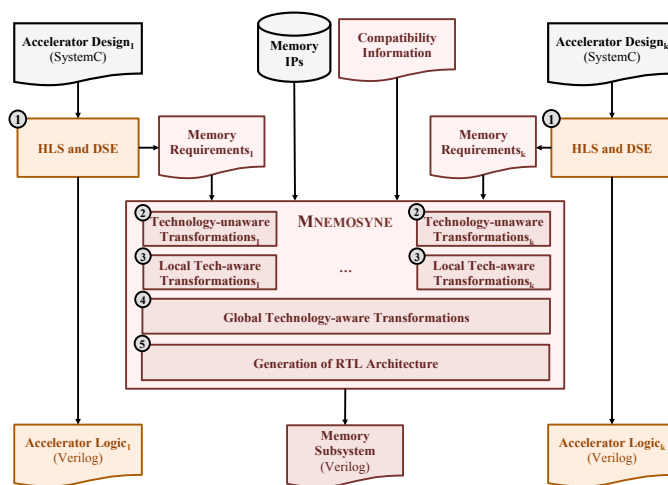 Accelerator Design1
(SystemC)
Memory
IPs
Compatibility
Information
Accelerator Designk
(SystemC)
1
HLS and DSE
Memory
Requirements1
Memory
Requirementsk
1
HLS and DSE
MNEMOSYNE
2
Technology-unaware
Transformations1
2
Technology-unaware
Transformationsk
3
Local Tech-aware
Transformations1
...
3
Local Tech-aware
Transformationsk
4
Global Technology-aware Transformations
5
Generation of RTL Architecture
Accelerator Logic1
(Verilog)
Memory
Subsystem
(Verilog)
Accelerator Logick
(Verilog)